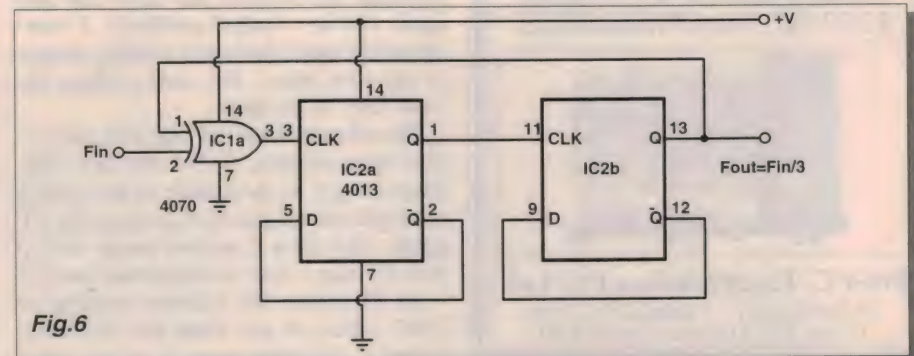 +V
14
14
1
3
3
CLK
Q
1
11
CLK
Q
13
IC1a
Fin
2
IC2a
4013
IC2b
Fout=Fin/3
7
4070
5
D
Q̄
2
9
D
Q̄
12
7
Fig.6